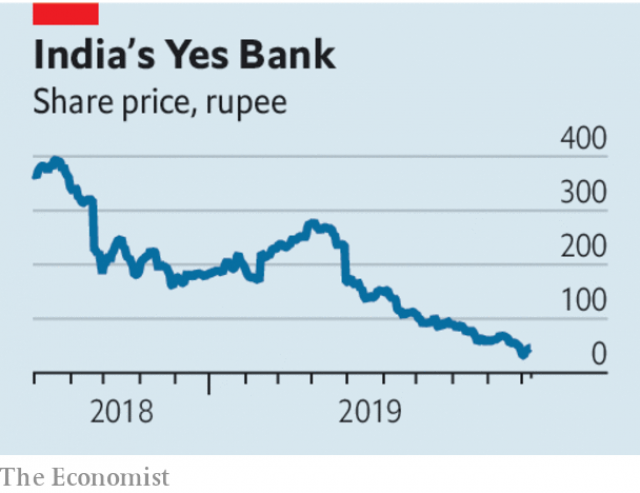 India’s Yes Bank
Share price, rupee
400
300
200
100
0
2018 2019
The Economist